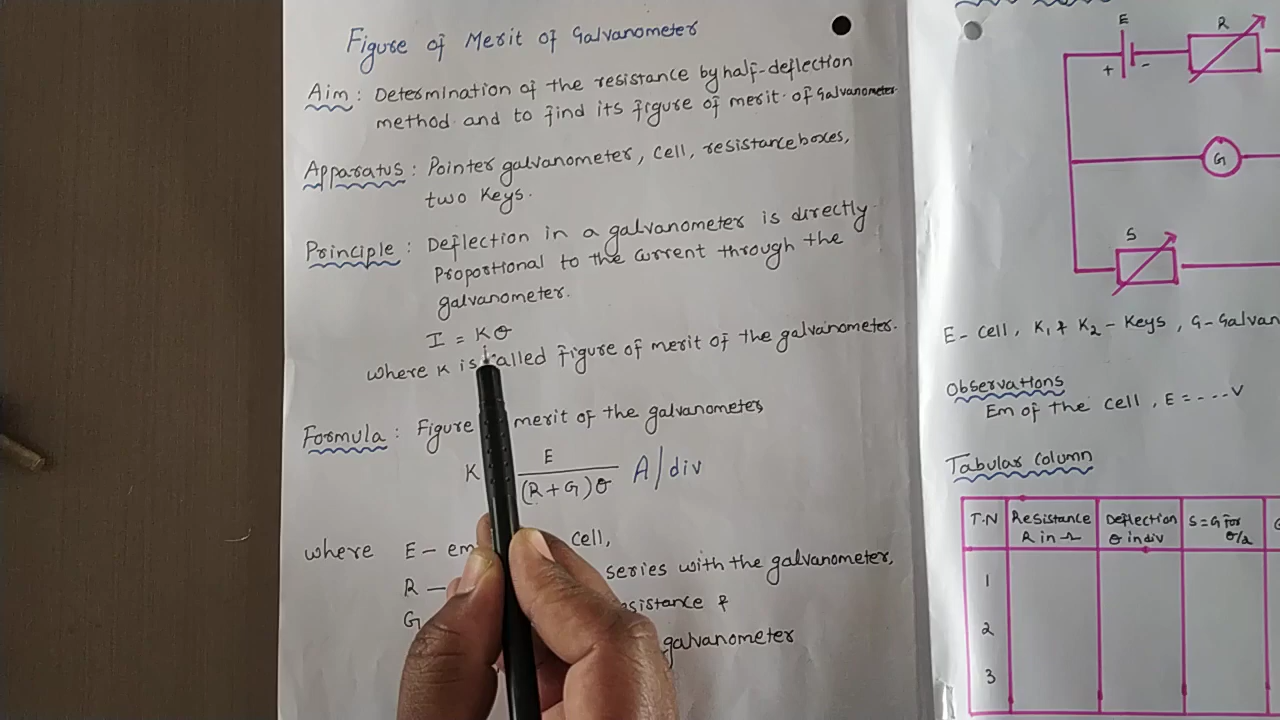 Figure of Merit of Galvanometer
Aim : Determination of the resistance by half-deflection
method and to find its figure of merit of Galvanometer
Apparatus : Pointer galvanometer, cell, resistance boxes,
two Keys.
Principle : Deflection in a galvanometer is directly
Proportional to the current through the
galvanometer.
I = Kθ
where K is called figure of merit of the galvanometer.
Formula : Figure merit of the galvanometer
K E
(R+G)θ A/div
where E – em cell,
R – series with the galvanometer,
G &
galvanometer
E R
+ -
G
S
E - cell, K1 & K2 - Keys, G - Galvan
Observations
Em of the cell, E = ----V
Tabular column
T.N Resistance R in Ω Deflection θ in div S = G for θ/2 G
1
2
3